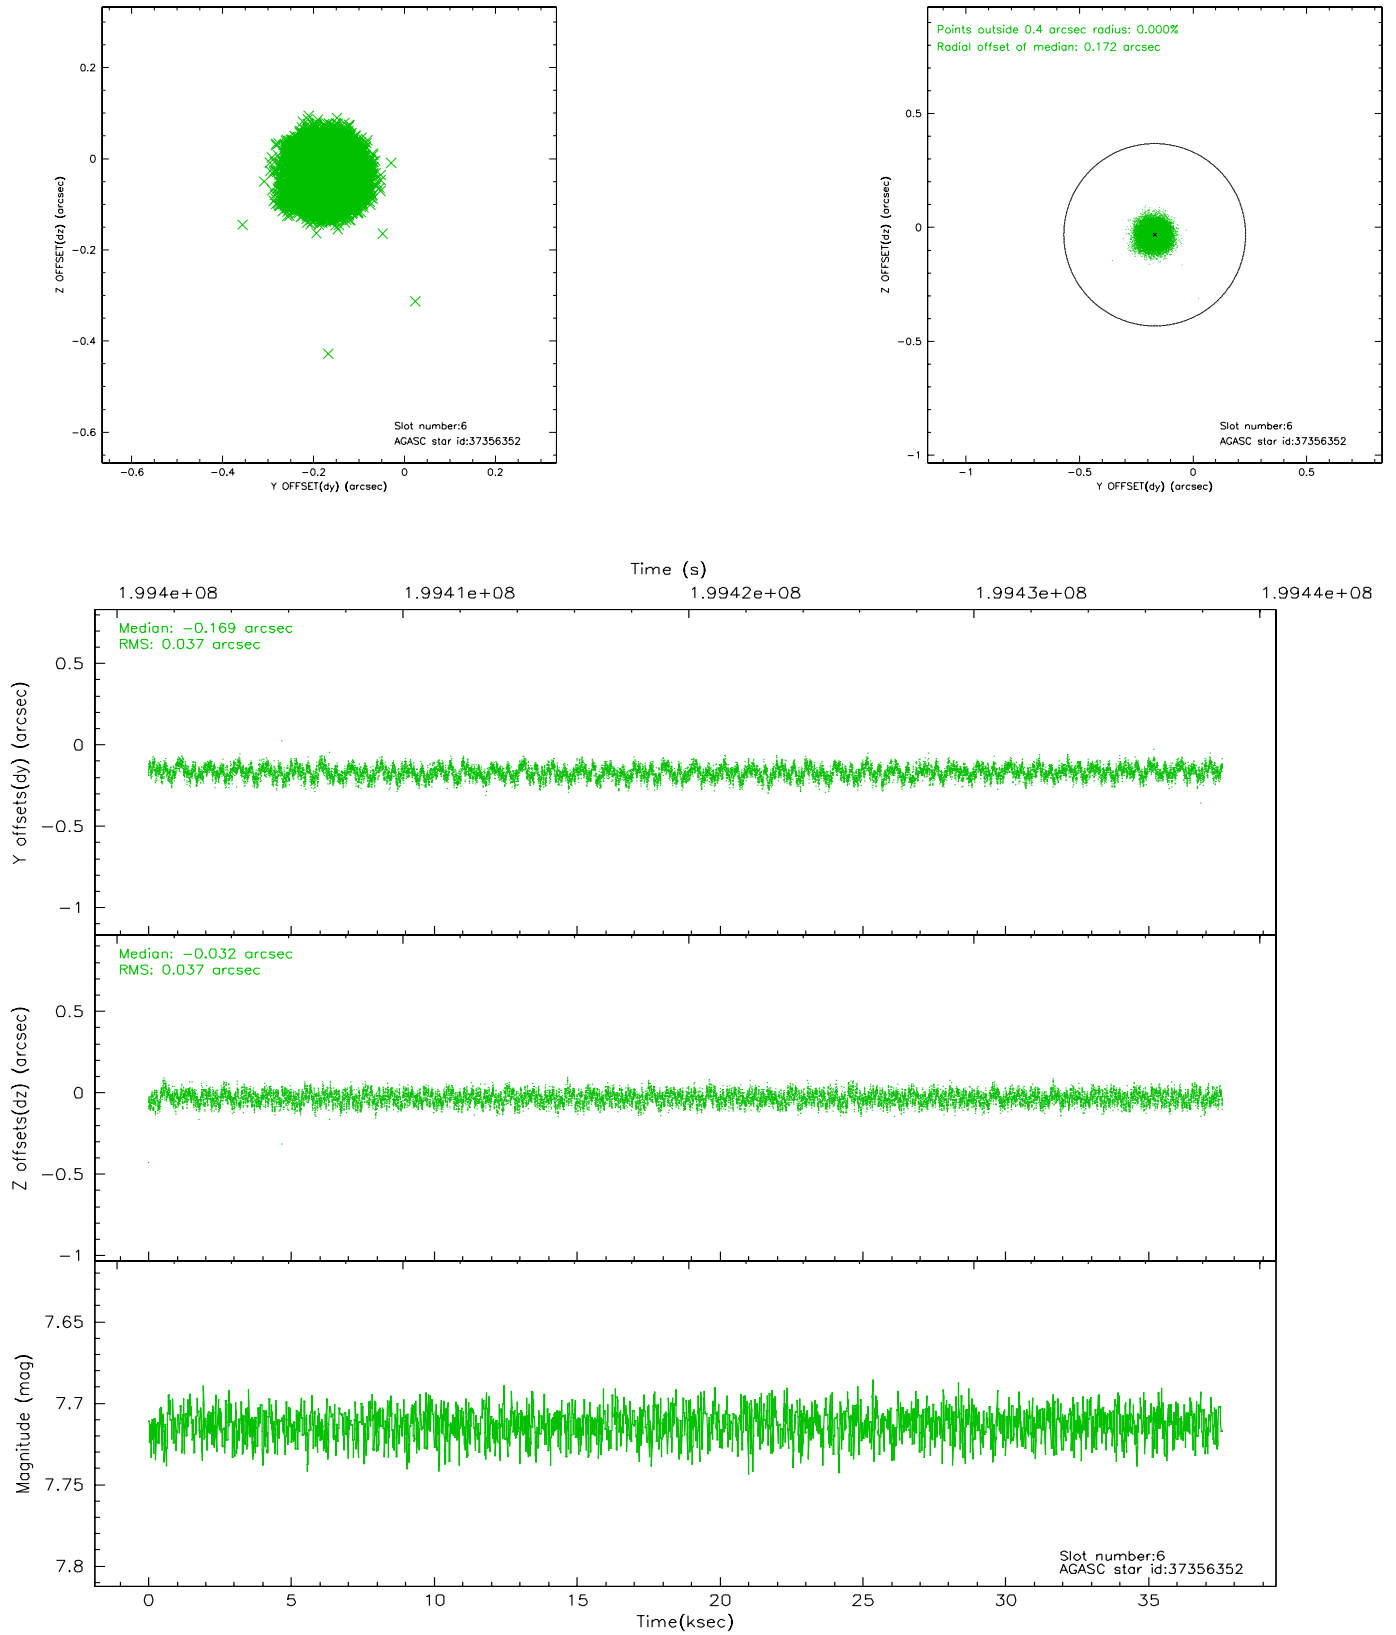 0.2
0
−0.2
−0.4
−0.6
Z OFFSET(dz) (arcsec)
Slot number:6
AGASC star id:37356352
−0.6
−0.4
−0.2
0
0.2
Y OFFSET(dy) (arcsec)
Points outside 0.4 arcsec radius: 0.000%
Radial offset of median: 0.172 arcsec
0.5
0
−0.5
−1
Z OFFSET(dz) (arcsec)
Slot number:6
AGASC star id:37356352
−1
−0.5
0
0.5
Y OFFSET(dy) (arcsec)
Time (s)
1.994e+08
1.9941e+08
1.9942e+08
1.9943e+08
1.9944e+08
Median: −0.169 arcsec
RMS: 0.037 arcsec
0.5
0
−0.5
−1
Y offsets(dy) (arcsec)
Median: −0.032 arcsec
RMS: 0.037 arcsec
0.5
0
−0.5
−1
Z offsets(dz) (arcsec)
7.65
7.7
7.75
7.8
Magnitude (mag)
Slot number:6
AGASC star id:37356352
0
5
10
15
20
25
30
35
Time(ksec)